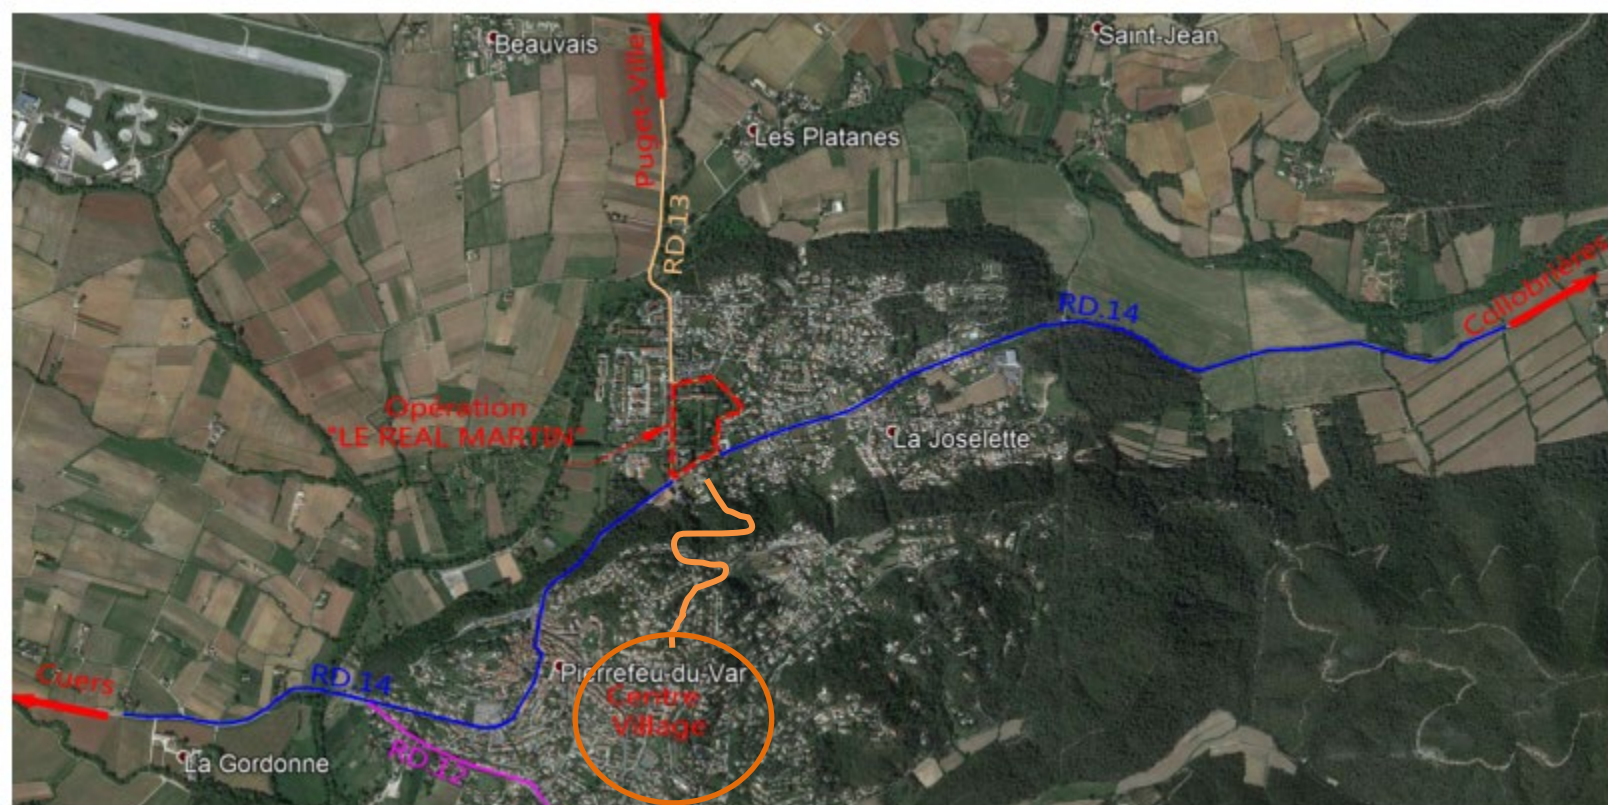 Beauvais
Saint-Jean
Puget-Ville
Les Platanes
RD.13
Collobrières
RD.14
Opération
"LE REAL MARTIN"
La Joselette
Pierrefeu-du-Var
Centre
Village
Cuers
RD.14
RD.12
La Gordonne